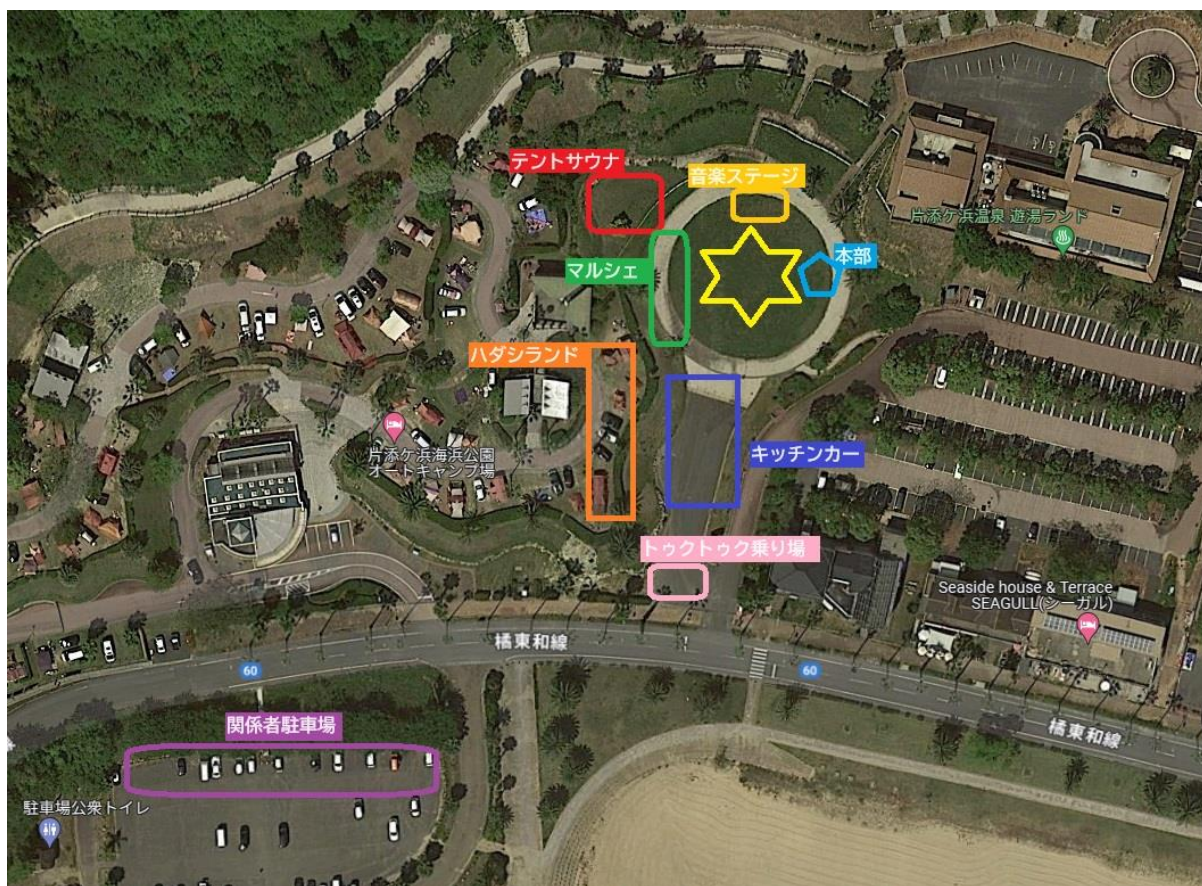 テントサウナ
音楽ステージ
片添ケ浜温泉 遊湯ランド
本部
マルシェ
ハダシランド
片添ケ浜海浜公園
オートキャンプ場
キッチンカー
トゥクトゥク乗り場
Seaside house & Terrace
SEAGULL(シーガル)
橘東和線
60
60
橘東和線
関係者駐車場
駐車場公衆トイレ